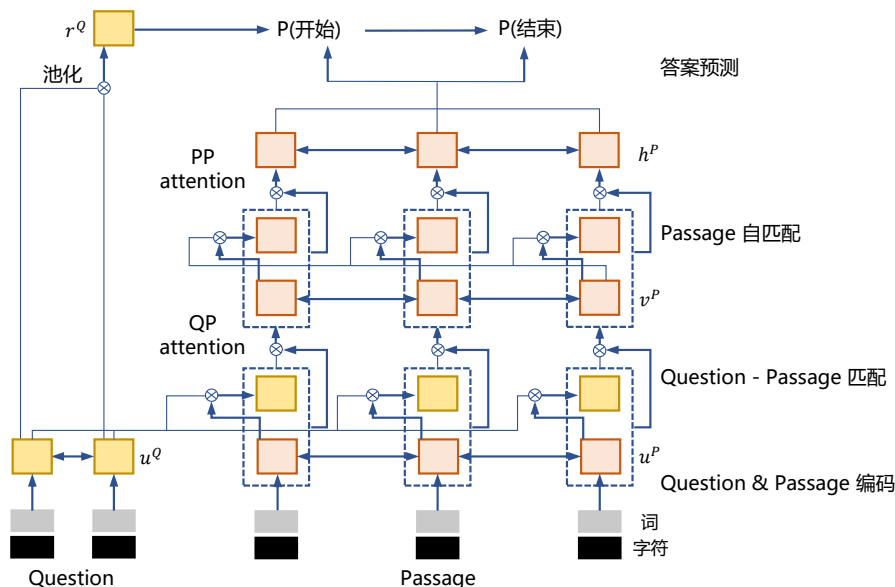 r^Q
P(开始)
P(结束)
池化
答案预测
PP
attention
h^P
Passage 自匹配
v^P
QP
attention
Question - Passage 匹配
u^Q
u^P
Question & Passage 编码
词
字符
Question
Passage